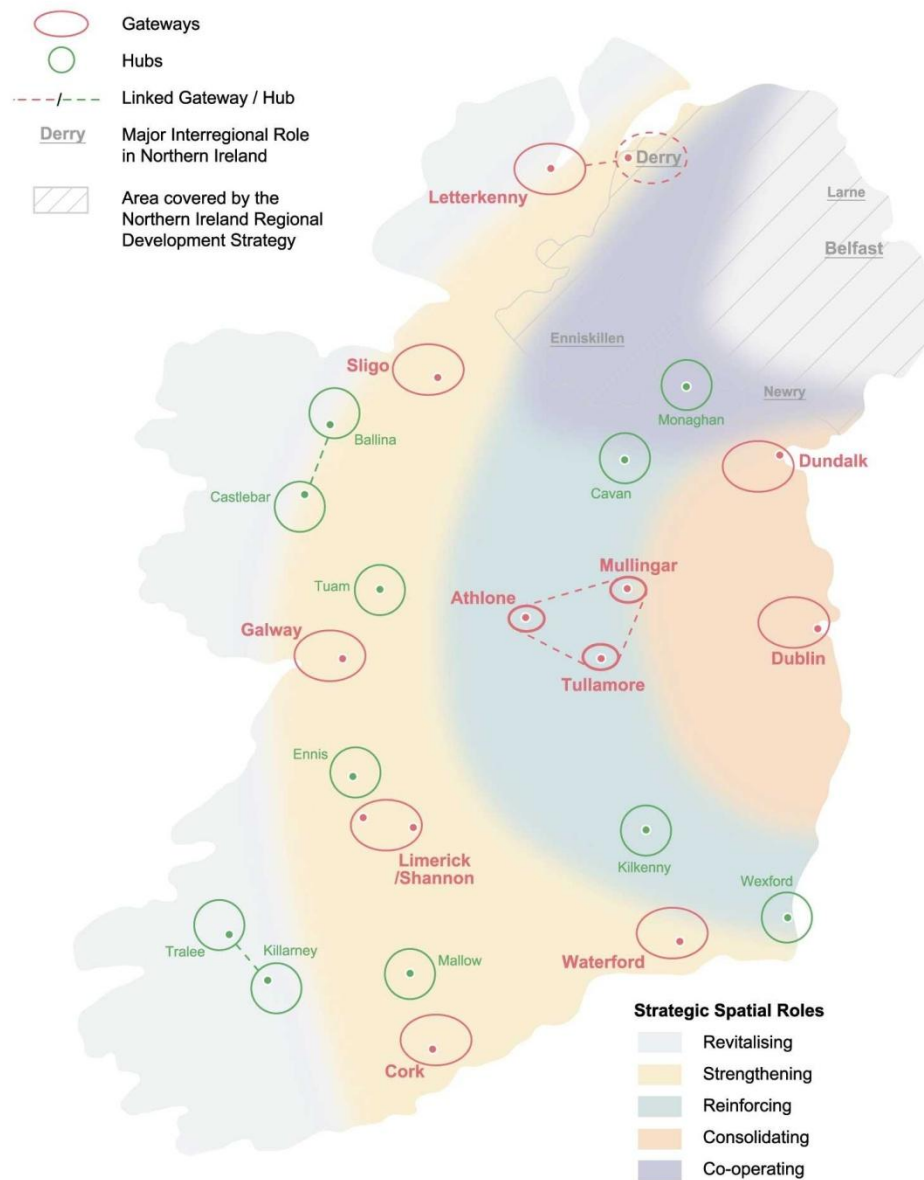 Gateways
Hubs
/
Linked Gateway / Hub
Derry
Major Interregional Role
in Northern Ireland
Area covered by the
Northern Ireland Regional
Development Strategy
Derry
Letterkenny
Larne
Belfast
Enniskillen
Sligo
Newry
Monaghan
Ballina
Dundalk
Cavan
Castlebar
Mullingar
Tuam
Athlone
Galway
Dublin
Tullamore
Ennis
Limerick
/Shannon
Kilkenny
Wexford
Tralee
Killarney
Mallow
Waterford
Cork
Strategic Spatial Roles
Revitalising
Strengthening
Reinforcing
Consolidating
Co-operating